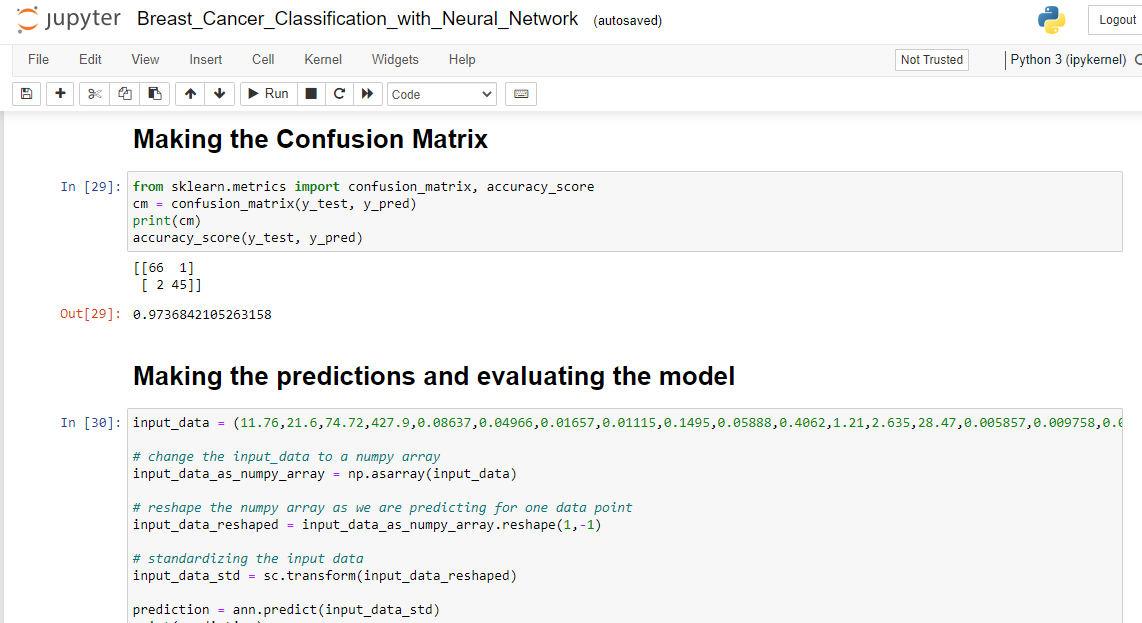 jupyter Breast_Cancer_Classification_with_Neural_Network (autosaved) Logout
File Edit View Insert Cell Kernel Widgets Help Not Trusted Python 3 (ipykernel)
Run Code
Making the Confusion Matrix
In [29]: from sklearn.metrics import confusion_matrix, accuracy_score
cm = confusion_matrix(y_test, y_pred)
print(cm)
accuracy_score(y_test, y_pred)
[[66 1]
[ 2 45]]
Out[29]: 0.9736842105263158
Making the predictions and evaluating the model
In [30]: input_data = (11.76,21.6,74.72,427.9,0.08637,0.04966,0.01657,0.01115,0.1495,0.05888,0.4062,1.21,2.635,28.47,0.005857,0.009758,0.
# change the input_data to a numpy array
input_data_as_numpy_array = np.asarray(input_data)
# reshape the numpy array as we are predicting for one data point
input_data_reshaped = input_data_as_numpy_array.reshape(1,-1)
# standardizing the input data
input_data_std = sc.transform(input_data_reshaped)
prediction = ann.predict(input_data_std)